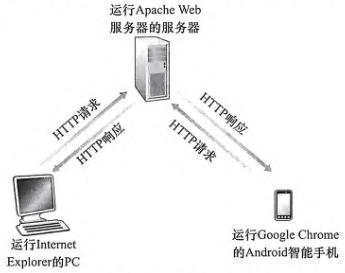 运行Apache Web
服务器的服务器
HTTP请求
HTTP响应
HTTP响应
HTTP请求
运行Internet
Explorer的PC
运行Google Chrome
的Android智能手机